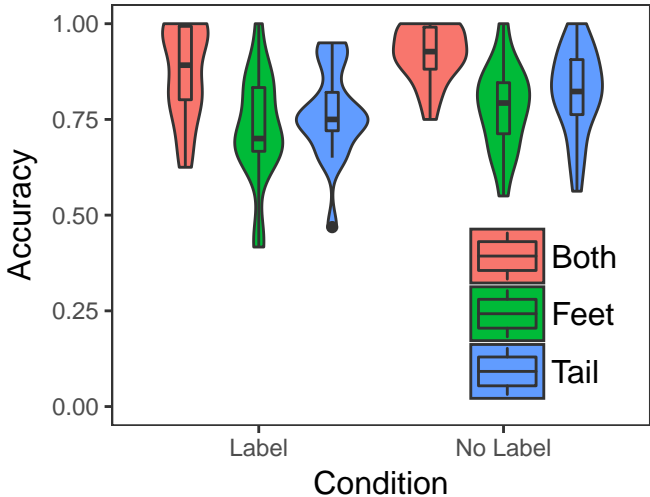 Accuracy
1.00
0.75
0.50
0.25
0.00
Both
Feet
Tail
Label
No Label
Condition